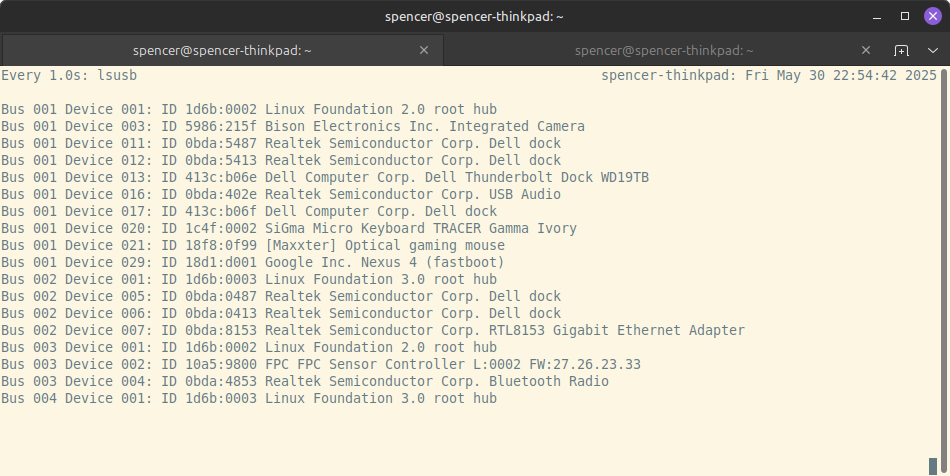 spencer@spencer-thinkpad: ~
spencer@spencer-thinkpad: ~
spencer@spencer-thinkpad: ~
Every 1.0s: lsusb spencer-thinkpad: Fri May 30 22:54:42 2025
Bus 001 Device 001: ID 1d6b:0002 Linux Foundation 2.0 root hub
Bus 001 Device 003: ID 5986:215f Bison Electronics Inc. Integrated Camera
Bus 001 Device 011: ID 0bda:5487 Realtek Semiconductor Corp. Dell dock
Bus 001 Device 012: ID 0bda:5413 Realtek Semiconductor Corp. Dell dock
Bus 001 Device 013: ID 413c:b06e Dell Computer Corp. Dell Thunderbolt Dock WD19TB
Bus 001 Device 016: ID 0bda:402e Realtek Semiconductor Corp. USB Audio
Bus 001 Device 017: ID 413c:b06f Dell Computer Corp. Dell dock
Bus 001 Device 020: ID 1c4f:0002 SiGma Micro Keyboard TRACER Gamma Ivory
Bus 001 Device 021: ID 18f8:0f99 [Maxxter] Optical gaming mouse
Bus 001 Device 029: ID 18d1:d001 Google Inc. Nexus 4 (fastboot)
Bus 002 Device 001: ID 1d6b:0003 Linux Foundation 3.0 root hub
Bus 002 Device 005: ID 0bda:0487 Realtek Semiconductor Corp. Dell dock
Bus 002 Device 006: ID 0bda:0413 Realtek Semiconductor Corp. Dell dock
Bus 002 Device 007: ID 0bda:8153 Realtek Semiconductor Corp. RTL8153 Gigabit Ethernet Adapter
Bus 003 Device 001: ID 1d6b:0002 Linux Foundation 2.0 root hub
Bus 003 Device 002: ID 10a5:9800 FPC FPC Sensor Controller L:0002 FW:27.26.23.33
Bus 003 Device 004: ID 0bda:4853 Realtek Semiconductor Corp. Bluetooth Radio
Bus 004 Device 001: ID 1d6b:0003 Linux Foundation 3.0 root hub